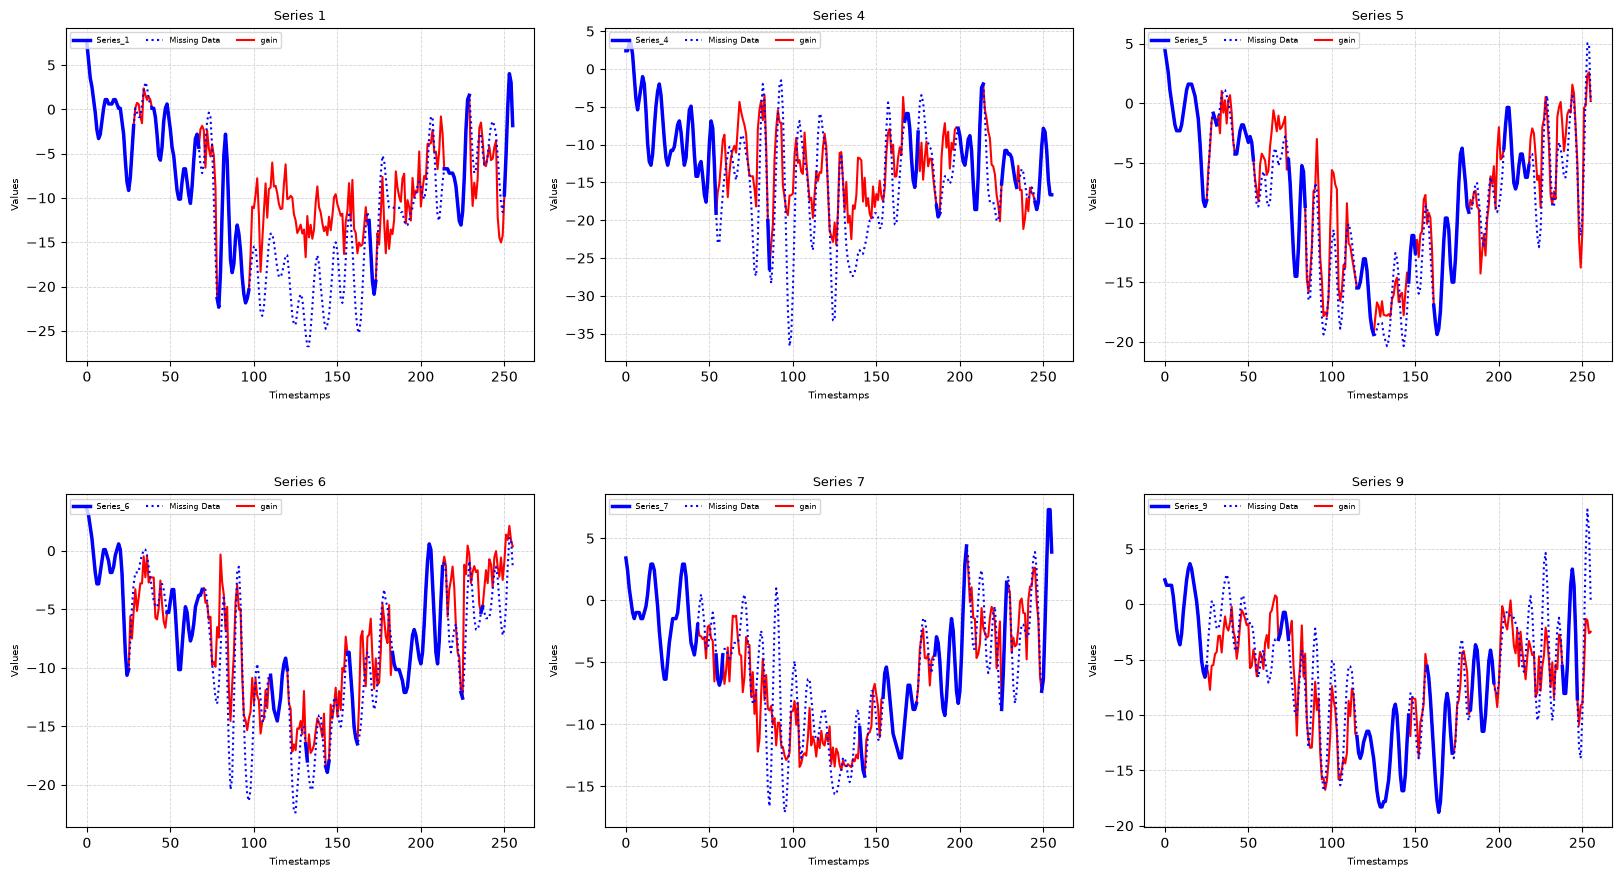 Series 1
Series_1 Missing Data gain
5
0
−5
−10
−15
−20
−25
Values
0 50 100 150 200 250
Timestamps
Series 4
Series_4 Missing Data gain
5
0
−5
−10
−15
−20
−25
−30
−35
Values
0 50 100 150 200 250
Timestamps
Series 5
Series_5 Missing Data gain
5
0
−5
−10
−15
−20
Values
0 50 100 150 200 250
Timestamps
Series 6
Series_6 Missing Data gain
0
−5
−10
−15
−20
Values
0 50 100 150 200 250
Timestamps
Series 7
Series_7 Missing Data gain
5
0
−5
−10
−15
Values
0 50 100 150 200 250
Timestamps
Series 9
Series_9 Missing Data gain
5
0
−5
−10
−15
−20
Values
0 50 100 150 200 250
Timestamps